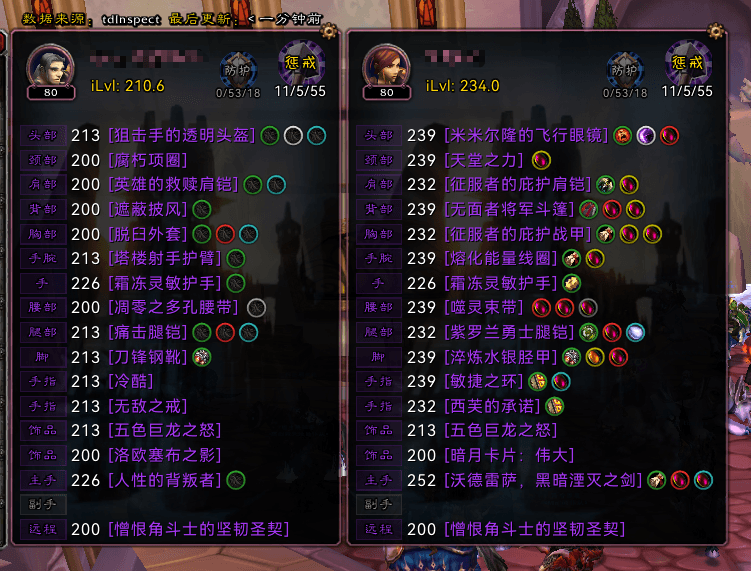 数据来源：tdInspect 最后更新：<一分钟前
80
iLvl: 210.6
防护
0/53/18
惩戒
11/5/55
头部 213 [狙击手的透明头盔]
颈部 200 [腐朽项圈]
肩部 200 [英雄的救赎肩铠]
背部 200 [遮蔽披风]
胸部 200 [脱臼外套]
手腕 213 [塔楼射手护臂]
手 226 [霜冻灵敏护手]
腰部 200 [凋零之多孔腰带]
腿部 213 [痛击腿铠]
脚 213 [刀锋钢靴]
手指 213 [冷酷]
手指 213 [无敌之戒]
饰品 213 [五色巨龙之怒]
饰品 200 [洛欧塞布之影]
主手 226 [人性的背叛者]
副手
远程 200 [憎恨角斗士的坚韧圣契]
80
iLvl: 234.0
防护
0/53/18
惩戒
11/5/55
头部 239 [米米尔隆的飞行眼镜]
颈部 239 [天堂之力]
肩部 232 [征服者的庇护肩铠]
背部 239 [无面者将军斗篷]
胸部 232 [征服者的庇护战甲]
手腕 239 [熔化能量线圈]
手 226 [霜冻灵敏护手]
腰部 239 [噬灵束带]
腿部 232 [紫罗兰勇士腿铠]
脚 239 [淬炼水银胫甲]
手指 239 [敏捷之环]
手指 232 [西芙的承诺]
饰品 213 [五色巨龙之怒]
饰品 200 [暗月卡片：伟大]
主手 252 [沃德雷萨，黑暗湮灭之剑]
副手
远程 200 [憎恨角斗士的坚韧圣契]